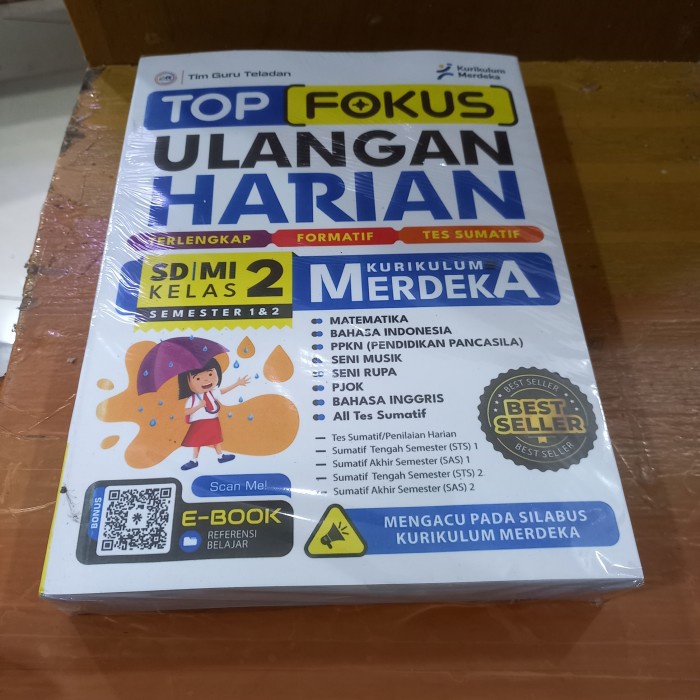 Tim Guru Teladan
Kurikulum
Merdeka
TOP FOKUS
ULANGAN
HARIAN
TERLENGKAP FORMATIF TES SUMATIF
SD|MI
KELAS 2
SEMESTER 1&2
KURIKULUM
MERDEKA
MATEMATIKA
BAHASA INDONESIA
PPKN (PENDIDIKAN PANCASILA)
SENI MUSIK
SENI RUPA
PJOK
BAHASA INGGRIS
All Tes Sumatif
Tes Sumatif/Penilaian Harian
Sumatif Tengah Semester (STS) 1
Sumatif Akhir Semester (SAS) 1
Sumatif Tengah Semester (STS) 2
Sumatif Akhir Semester (SAS) 2
BEST SELLER
BEST
SELLER
BEST SELLER
Scan Me!
BONUS
E-BOOK
REFERENSI
BELAJAR
MENGACU PADA SILABUS
KURIKULUM MERDEKA